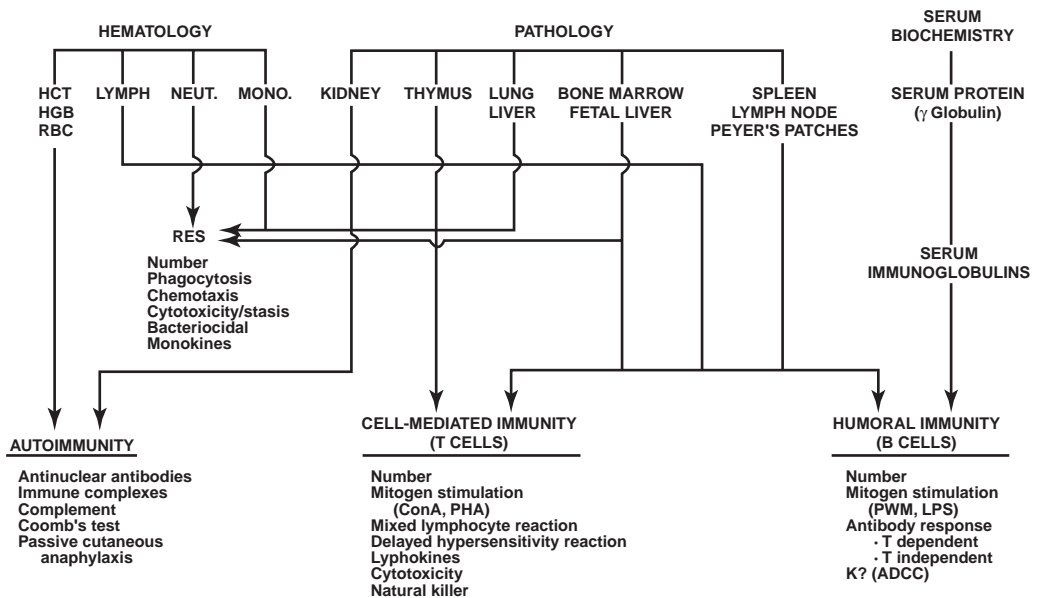 HEMATOLOGY
PATHOLOGY
SERUM
BIOCHEMISTRY
HCT
HGB
RBC
LYMPH
NEUT.
MONO.
KIDNEY
THYMUS
LUNG
LIVER
BONE MARROW
FETAL LIVER
SPLEEN
LYMPH NODE
PEYER'S PATCHES
SERUM PROTEIN
(γ Globulin)
RES
Number
Phagocytosis
Chemotaxis
Cytotoxicity/stasis
Bacteriocidal
Monokines
SERUM
IMMUNOGLOBULINS
AUTOIMMUNITY
Antinuclear antibodies
Immune complexes
Complement
Coomb's test
Passive cutaneous
anaphylaxis
CELL-MEDIATED IMMUNITY
(T CELLS)
Number
Mitogen stimulation
(ConA, PHA)
Mixed lymphocyte reaction
Delayed hypersensitivity reaction
Lyphokines
Cytotoxicity
Natural killer
HUMORAL IMMUNITY
(B CELLS)
Number
Mitogen stimulation
(PWM, LPS)
Antibody response
· T dependent
· T independent
K? (ADCC)